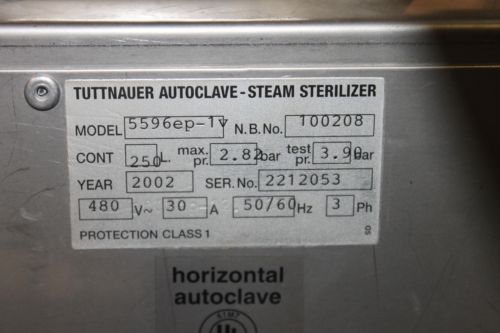 TUTTNAUER AUTOCLAVE-STEAM STERILIZER
MODEL 5596ep-1v N.B.No. 100208
CONT 250 L. max. pr. 2.82 bar test pr. 3.90 bar
YEAR 2002 SER. No. 2212053
480 V~ 30 A 50/60 Hz 3 Ph
PROTECTION CLASS 1
horizontal
autoclave